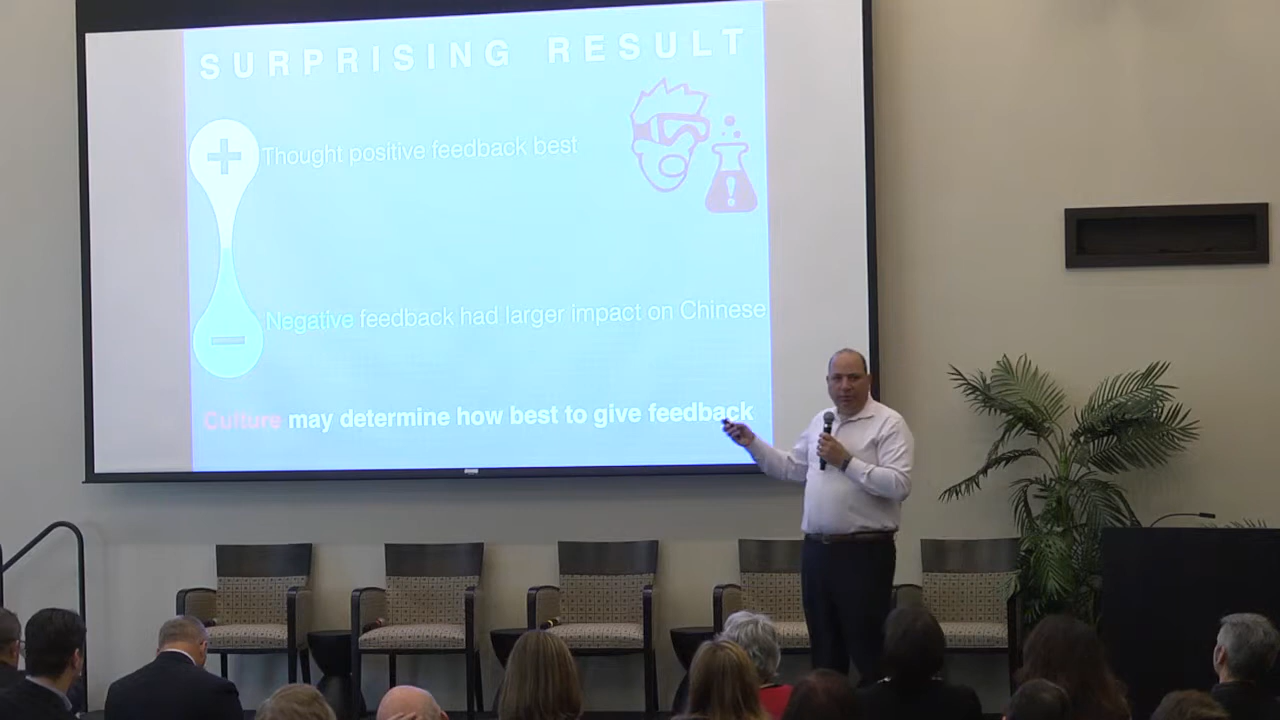 SURPRISING RESULT
Thought positive feedback best
Negative feedback had larger impact on Chinese
Culture may determine how best to give feedback